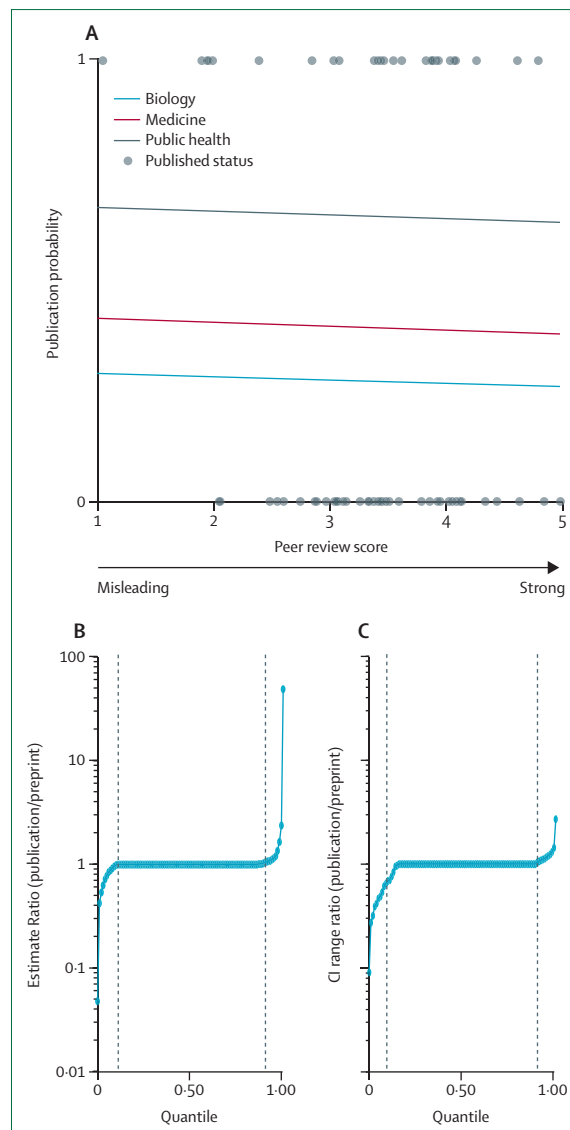 A
1
Biology
Medicine
Public health
Published status
Publication probability
0
1
2
3
4
5
Peer review score
Misleading
Strong
B
100
10
1
0·1
0·01
Estimate Ratio (publication/preprint)
0
0·50
1·00
Quantile
C
CI range ratio (publication/preprint)
0
0·50
1·00
Quantile